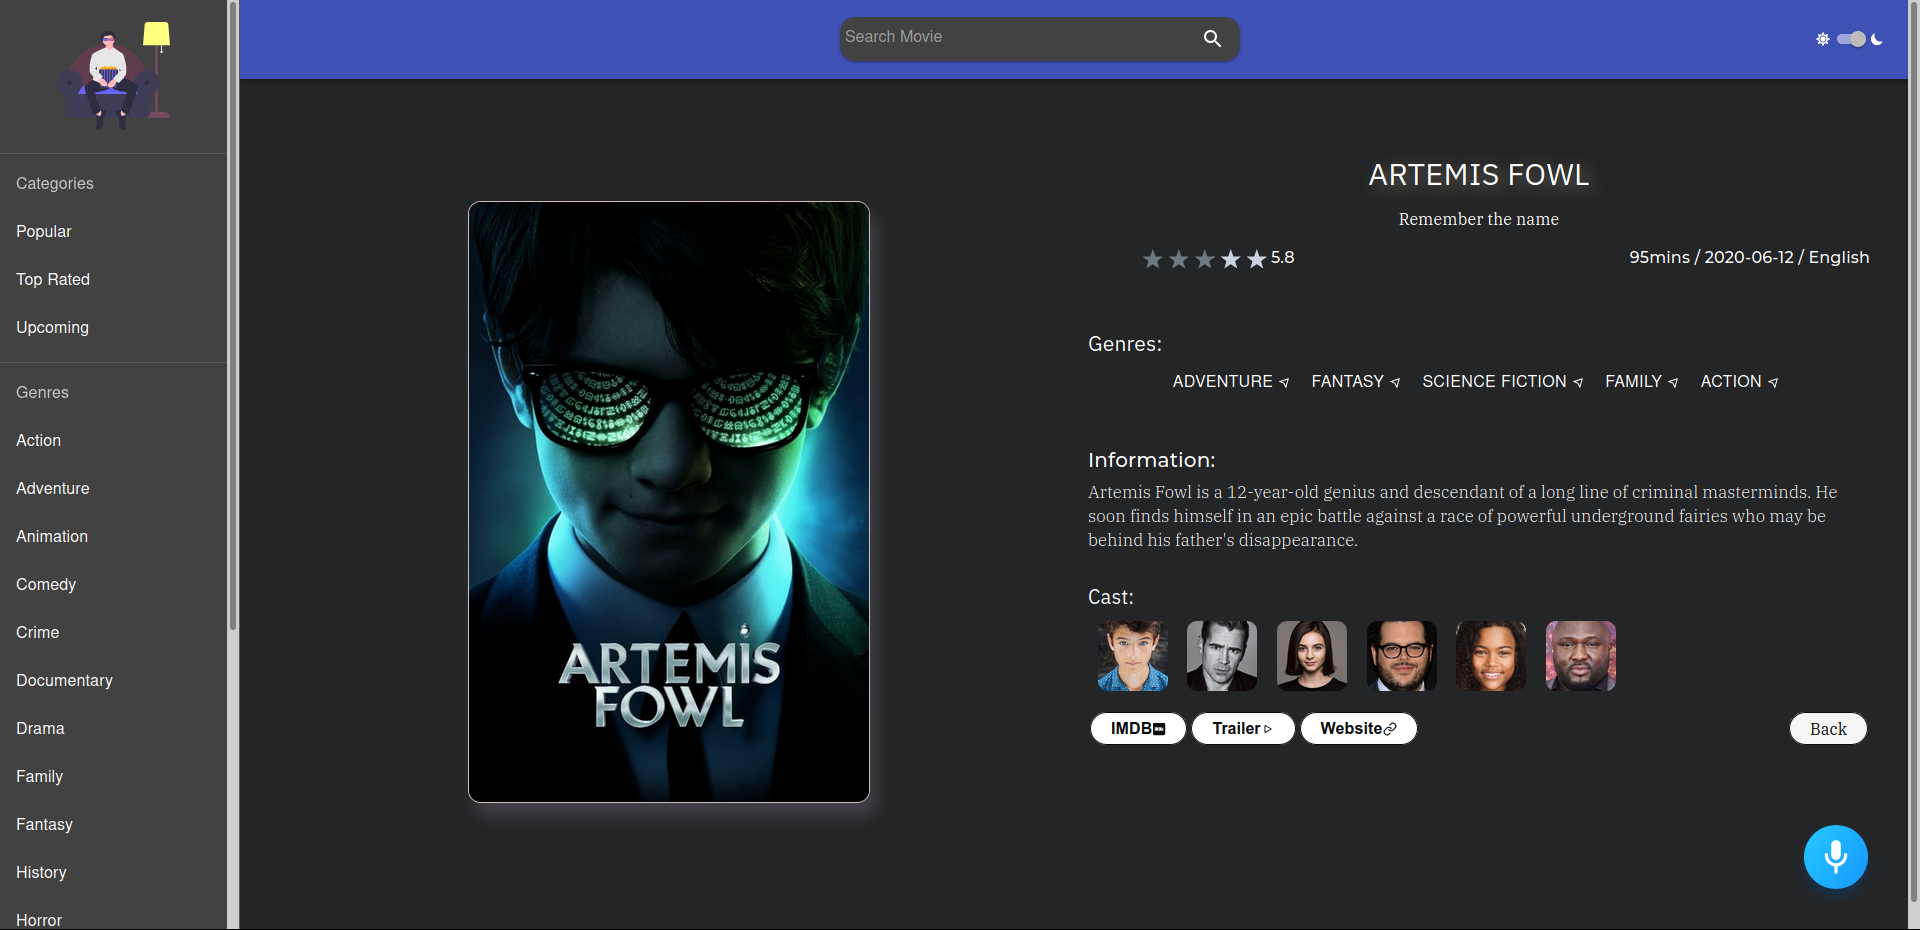 Search Movie
Categories
Popular
Top Rated
Upcoming
Genres
Action
Adventure
Animation
Comedy
Crime
Documentary
Drama
Family
Fantasy
History
Horror
ARTEMIS
FOWL
ARTEMIS FOWL
Remember the name
5.8
95mins / 2020-06-12 / English
Genres:
ADVENTURE FANTASY SCIENCE FICTION FAMILY ACTION
Information:
Artemis Fowl is a 12-year-old genius and descendant of a long line of criminal masterminds. He
soon finds himself in an epic battle against a race of powerful underground fairies who may be
behind his father's disappearance.
Cast:
IMDB Trailer Website Back